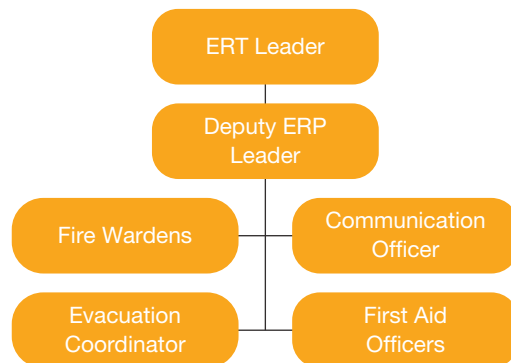 ERT Leader
Deputy ERP
Leader
Fire Wardens
Communication
Officer
Evacuation
Coordinator
First Aid
Officers